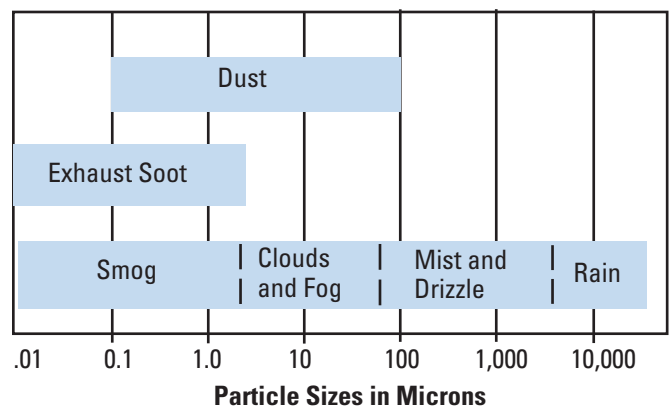 Dust
Exhaust Soot
Smog
Clouds
and Fog
Mist and
Drizzle
Rain
.01 0.1 1.0 10 100 1,000 10,000
Particle Sizes in Microns